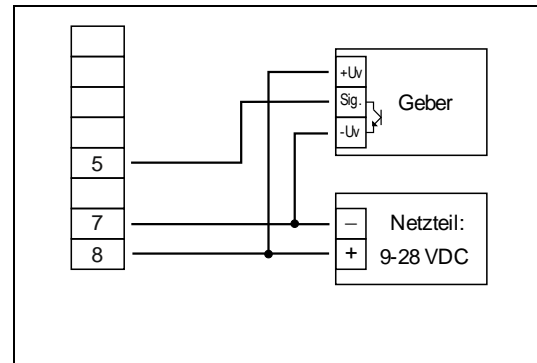 5
7
8
+Uv
Sig.
-Uv
Geber
–
+
Netzteil:
9-28 VDC